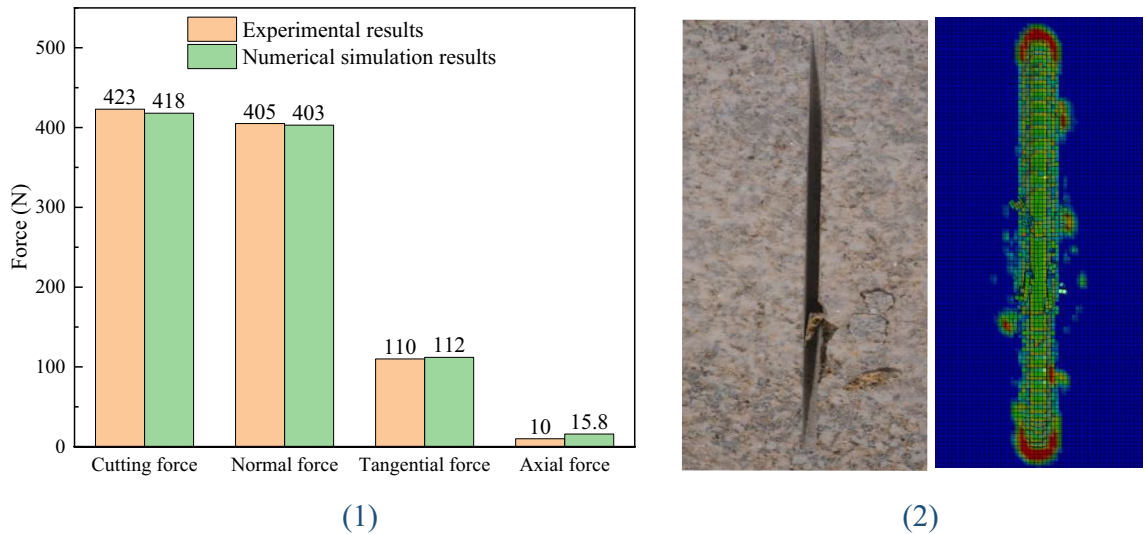 500
400
300
200
100
0
Force (N)
Experimental results
Numerical simulation results
423
418
405
403
110
112
10
15.8
Cutting force
Normal force
Tangential force
Axial force
(1)
(2)